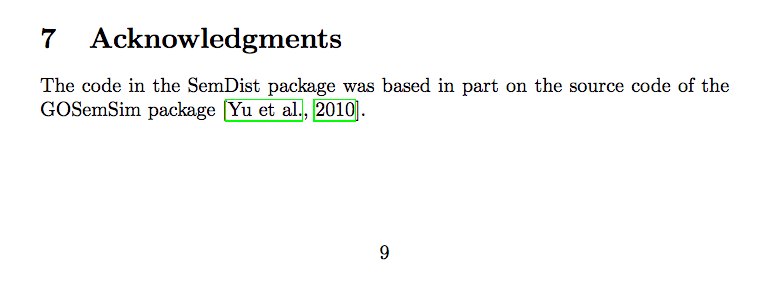 7 Acknowledgments
The code in the SemDist package was based in part on the source code of the
GOSemSim package [Yu et al., 2010].
9